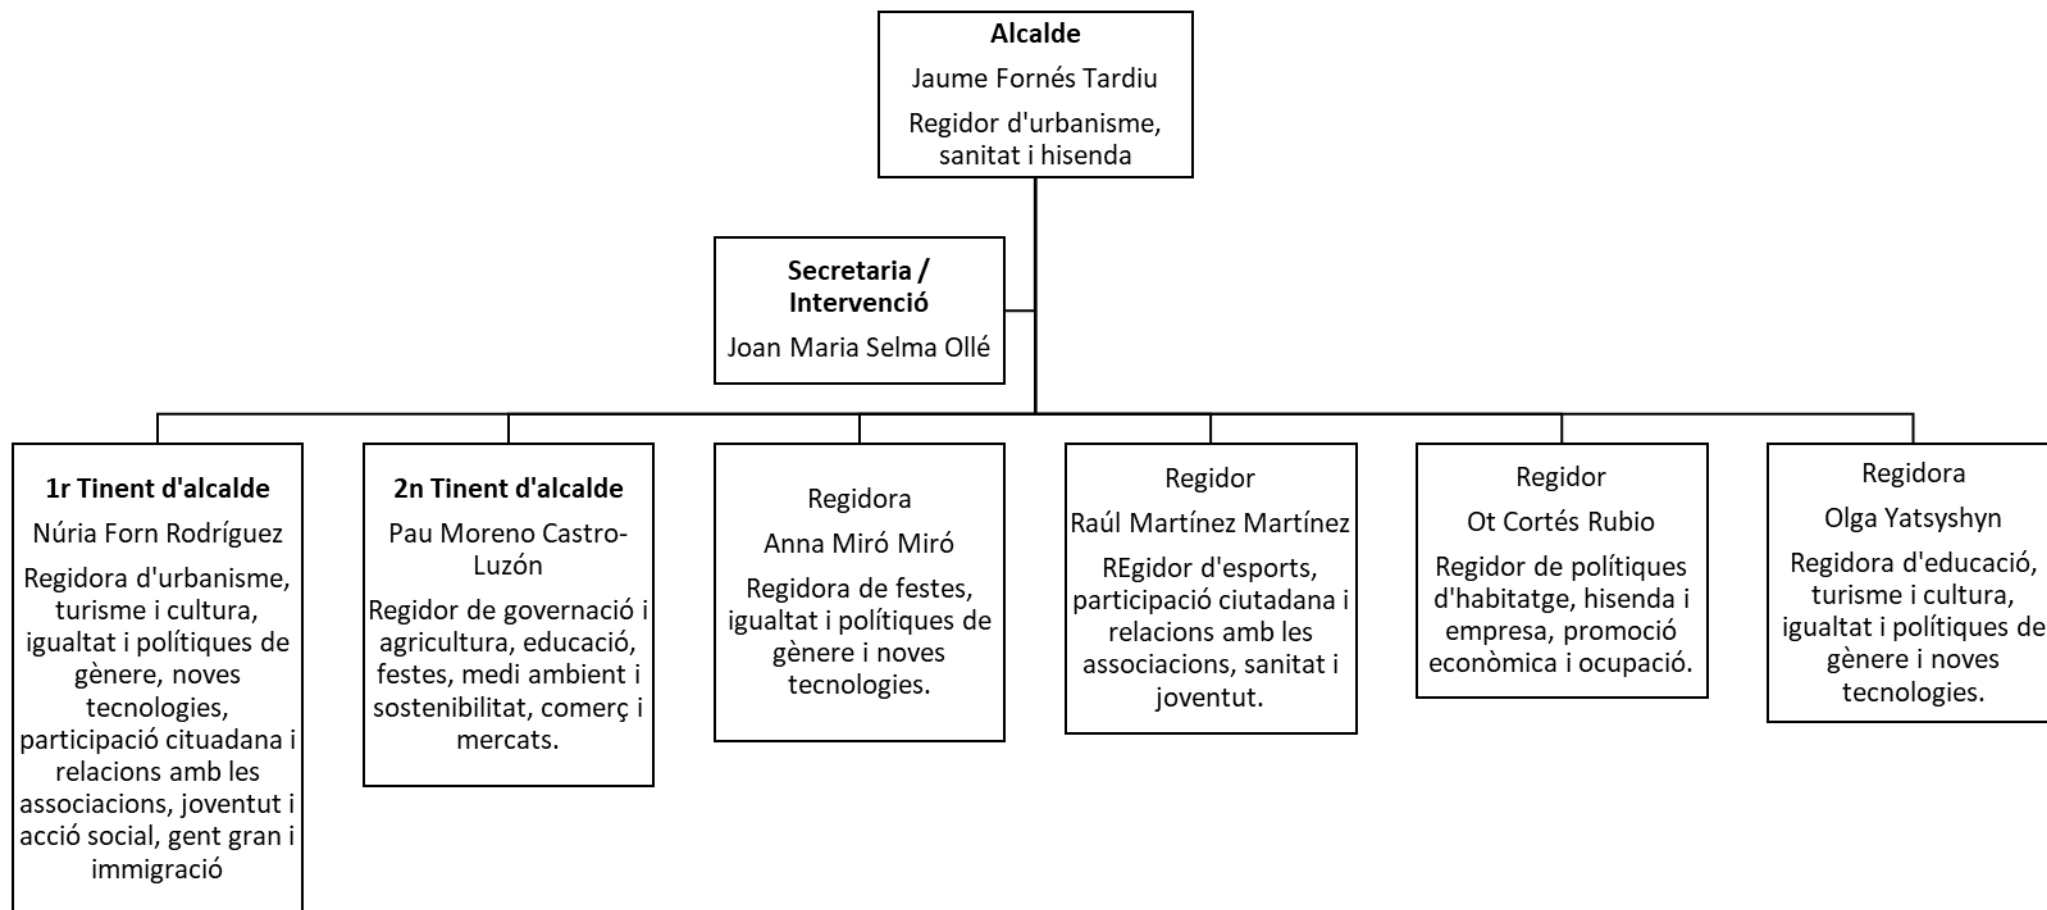 Alcalde
Jaume Fornés Tardiu
Regidor d'urbanisme,
sanitat i hisenda
Secretaria /
Intervenció
Joan Maria Selma Ollé
1r Tinent d'alcalde
Núria Forn Rodríguez
Regidora d'urbanisme,
turisme i cultura,
igualtat i polítiques de
gènere, noves
tecnologies,
participació cituadana i
relacions amb les
associacions, joventut i
acció social, gent gran i
immigració
2n Tinent d'alcalde
Pau Moreno Castro-
Luzón
Regidor de governació i
agricultura, educació,
festes, medi ambient i
sostenibilitat, comerç i
mercats.
Regidora
Anna Miró Miró
Regidora de festes,
igualtat i polítiques de
gènere i noves
tecnologies.
Regidor
Raúl Martínez Martínez
REgidor d'esports,
participació ciutadana i
relacions amb les
associacions, sanitat i
joventut.
Regidor
Ot Cortés Rubio
Regidor de polítiques
d'habitatge, hisenda i
empresa, promoció
econòmica i ocupació.
Regidora
Olga Yatsyshyn
Regidora d'educació,
turisme i cultura,
igualtat i polítiques de
gènere i noves
tecnologies.